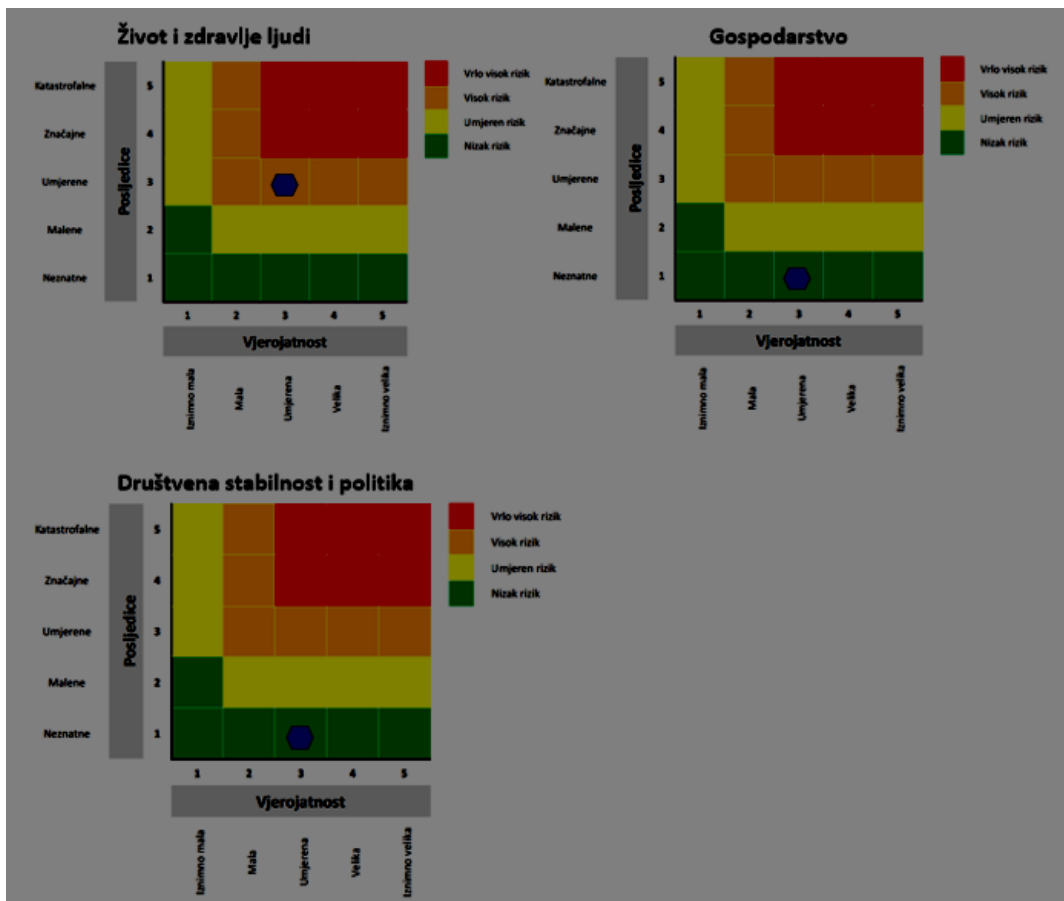 Život i zdravlje ljudi
Katastrofalne 5
Značajne 4
Umjerene 3
Malene 2
Neznatne 1
Posljedice
1 2 3 4 5
Vjerojatnost
Iznimno mala
Mala
Umjerena
Velika
Iznimno velika
Vrlo visok rizik
Visok rizik
Umjeren rizik
Nizak rizik
Gospodarstvo
Katastrofalne 5
Značajne 4
Umjerene 3
Malene 2
Neznatne 1
Posljedice
1 2 3 4 5
Vjerojatnost
Iznimno mala
Mala
Umjerena
Velika
Iznimno velika
Vrlo visok rizik
Visok rizik
Umjeren rizik
Nizak rizik
Društvena stabilnost i politika
Katastrofalne 5
Značajne 4
Umjerene 3
Malene 2
Neznatne 1
Posljedice
1 2 3 4 5
Vjerojatnost
Iznimno mala
Mala
Umjerena
Velika
Iznimno velika
Vrlo visok rizik
Visok rizik
Umjeren rizik
Nizak rizik